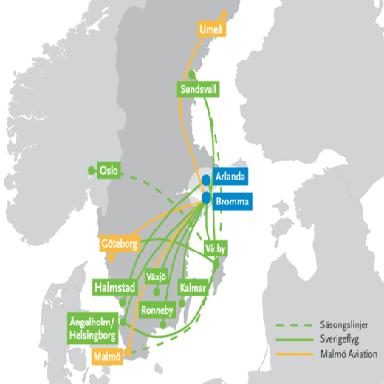 Umeå
Sundsvall
Oslo
Arlanda
Bromma
Göteborg
Visby
Växjö
Halmstad
Kalmar
Ronneby
Ängelholm/
Helsingborg
Malmö
Säsongslinjer
Sverigeflyg
Malmö Aviation